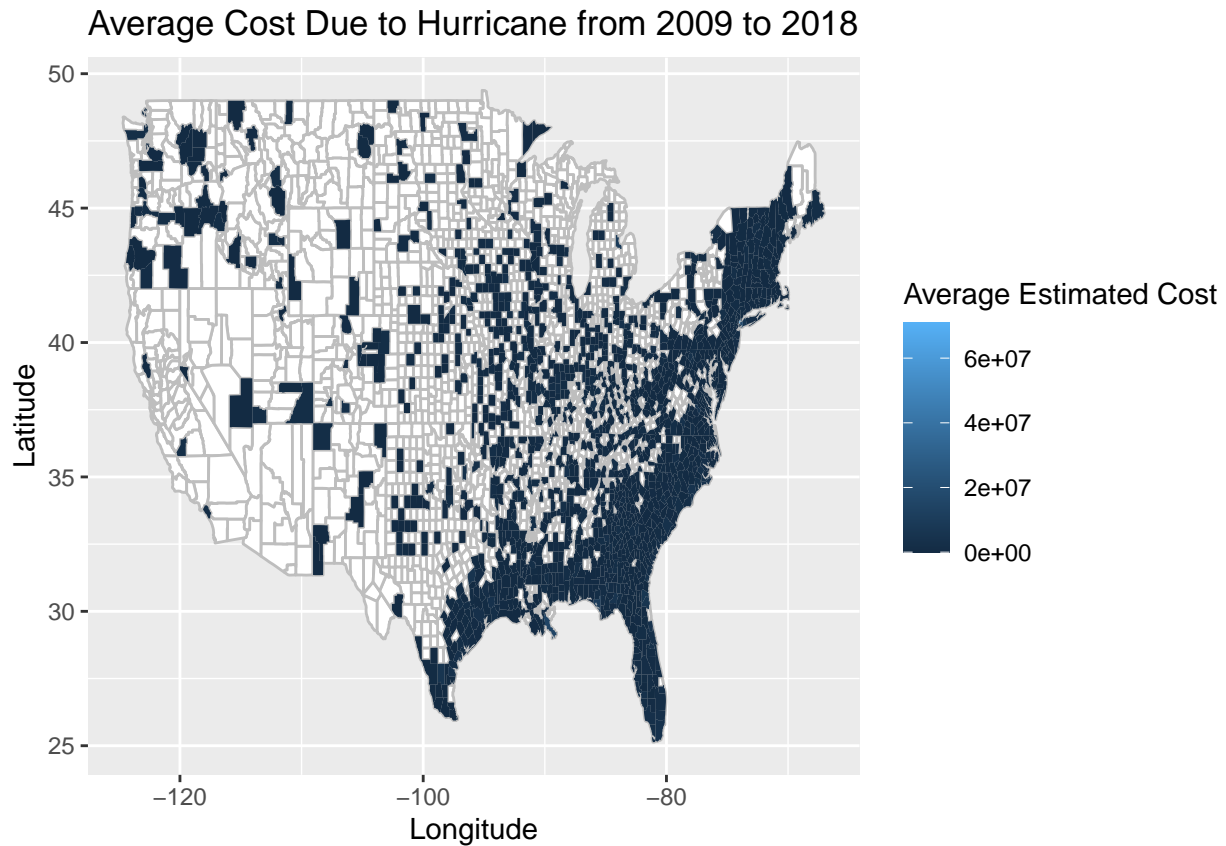 Average Cost Due to Hurricane from 2009 to 2018
50
45
40
35
30
25
Latitude
−120
−100
−80
Longitude
Average Estimated Cost
6e+07
4e+07
2e+07
0e+00